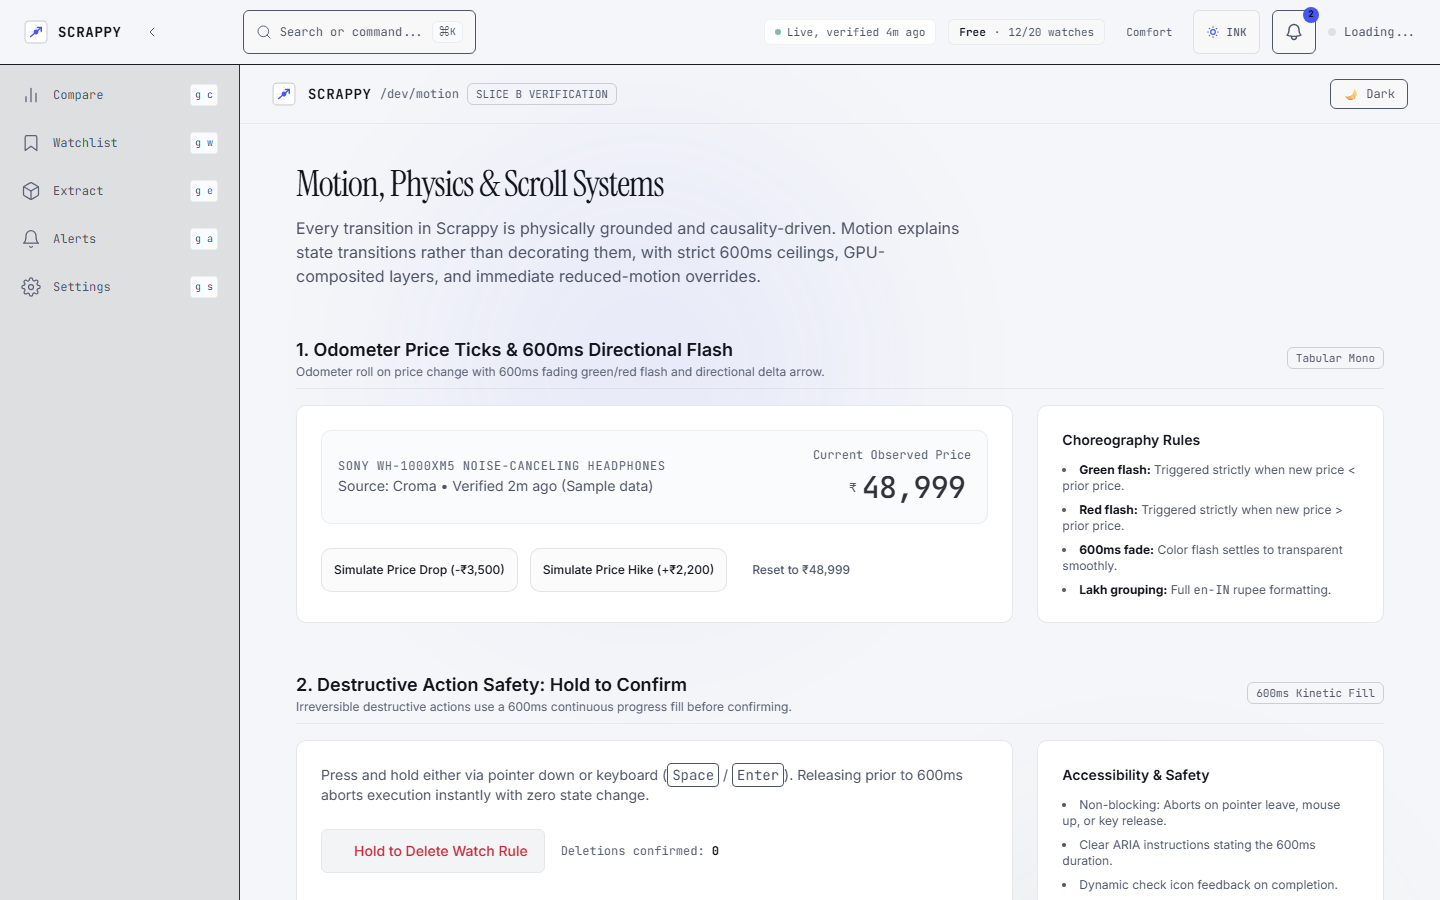 SCRAPPY
Search or command... ⌘K
Live, verified 4m ago
Free · 12/20 watches
Comfort
INK
2
Loading...
Compare g c
Watchlist g w
Extract g e
Alerts g a
Settings g s
SCRAPPY /dev/motion SLICE B VERIFICATION
Dark
Motion, Physics & Scroll Systems
Every transition in Scrappy is physically grounded and causality-driven. Motion explains
state transitions rather than decorating them, with strict 600ms ceilings, GPU-
composited layers, and immediate reduced-motion overrides.
1. Odometer Price Ticks & 600ms Directional Flash
Odometer roll on price change with 600ms fading green/red flash and directional delta arrow.
Tabular Mono
SONY WH-1000XM5 NOISE-CANCELING HEADPHONES
Source: Croma • Verified 2m ago (Sample data)
Current Observed Price
₹ 48,999
Simulate Price Drop (-₹3,500)
Simulate Price Hike (+₹2,200)
Reset to ₹48,999
Choreography Rules
• Green flash: Triggered strictly when new price <
prior price.
• Red flash: Triggered strictly when new price >
prior price.
• 600ms fade: Color flash settles to transparent
smoothly.
• Lakh grouping: Full en-IN rupee formatting.
2. Destructive Action Safety: Hold to Confirm
Irreversible destructive actions use a 600ms continuous progress fill before confirming.
600ms Kinetic Fill
Press and hold either via pointer down or keyboard (Space / Enter). Releasing prior to 600ms
aborts execution instantly with zero state change.
Hold to Delete Watch Rule
Deletions confirmed: 0
Accessibility & Safety
• Non-blocking: Aborts on pointer leave, mouse
up, or key release.
• Clear ARIA instructions stating the 600ms
duration.
• Dynamic check icon feedback on completion.